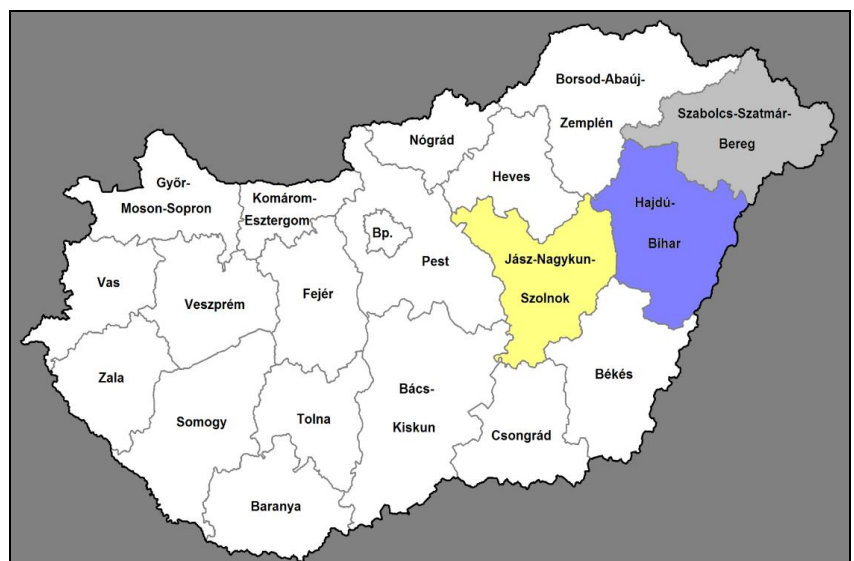 Borsod-Abaúj-
Zemplén
Szabolcs-Szatmár-
Bereg
Nógrád
Heves
Győr-
Moson-Sopron
Komárom-
Esztergom
Hajdú-
Bihar
Bp.
Pest
Jász-Nagykun-
Szolnok
Vas
Veszprém
Fejér
Zala
Somogy
Tolna
Bács-
Kiskun
Békés
Csongrád
Baranya